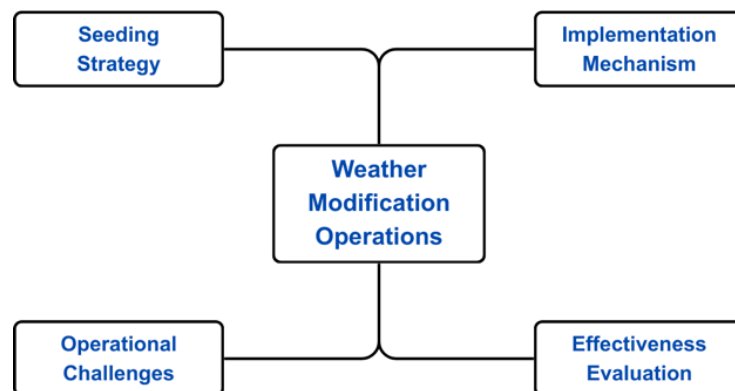 Seeding
Strategy
Implementation
Mechanism
Weather
Modification
Operations
Operational
Challenges
Effectiveness
Evaluation